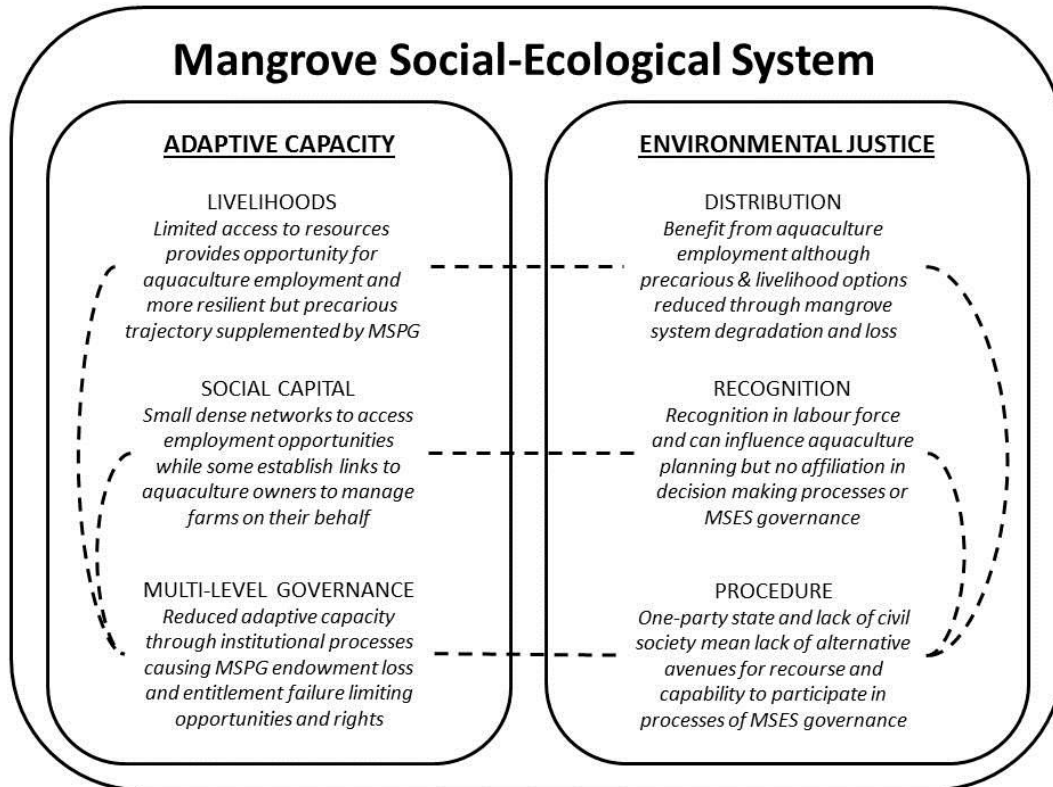 Mangrove Social-Ecological System
ADAPTIVE CAPACITY
LIVELIHOODS
Limited access to resources
provides opportunity for
aquaculture employment and
more resilient but precarious
trajectory supplemented by MSPG
SOCIAL CAPITAL
Small dense networks to access
employment opportunities
while some establish links to
aquaculture owners to manage
farms on their behalf
MULTI-LEVEL GOVERNANCE
Reduced adaptive capacity
through institutional processes
causing MSPG endowment loss
and entitlement failure limiting
opportunities and rights
ENVIRONMENTAL JUSTICE
DISTRIBUTION
Benefit from aquaculture
employment although
precarious & livelihood options
reduced through mangrove
system degradation and loss
RECOGNITION
Recognition in labour force
and can influence aquaculture
planning but no affiliation in
decision making processes or
MSES governance
PROCEDURE
One-party state and lack of civil
society mean lack of alternative
avenues for recourse and
capability to participate in
processes of MSES governance